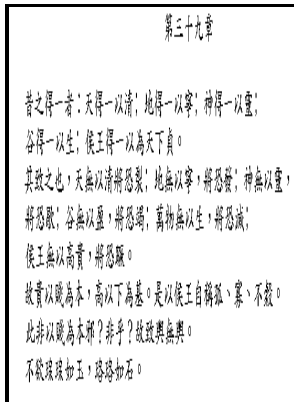 第三十九章
昔之得一者：天得一以清；地得一以寧；神得一以靈；
谷得一以生；侯王得一以為天下貞。
其致之也，天無以清將恐裂；地無以寧，將恐發；神無以靈，
將恐歇；谷無以盈，將恐竭；萬物無以生，將恐滅；
侯王無以高貴，將恐蹶。
故貴以賤為本，高以下為基。是以侯王自稱孤、寡、不穀。
此非以賤為本邪？非乎？故致輿無輿。
不欲琭琭如玉，珞珞如石。